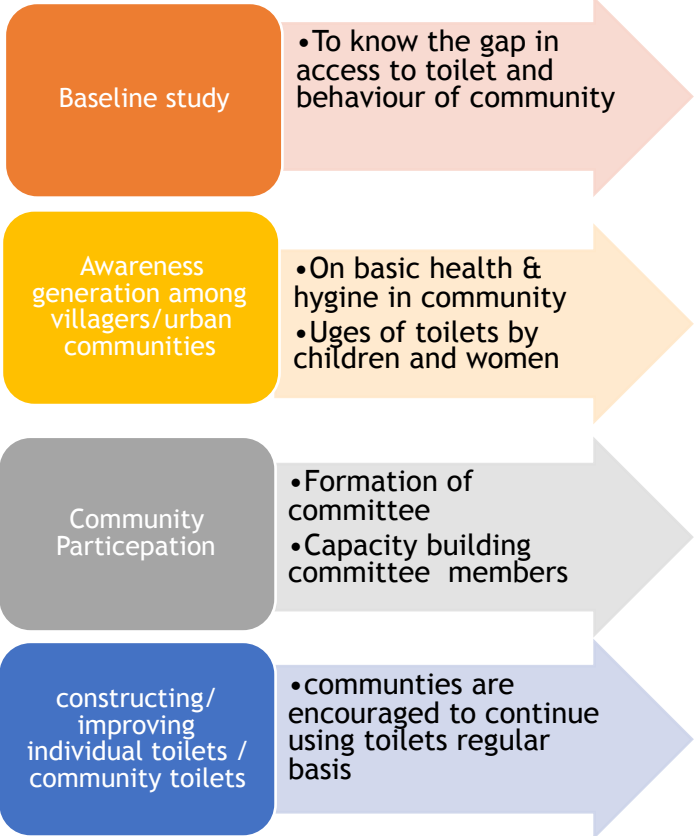 Baseline study
•To know the gap in
access to toilet and
behaviour of community
Awareness
generation among
villagers/urban
communities
•On basic health &
hygine in community
•Uges of toilets by
children and women
Community
Particepation
•Formation of
committee
•Capacity building
committee members
constructing/
improving
individual toilets /
community toilets
•communties are
encouraged to continue
using toilets regular
basis